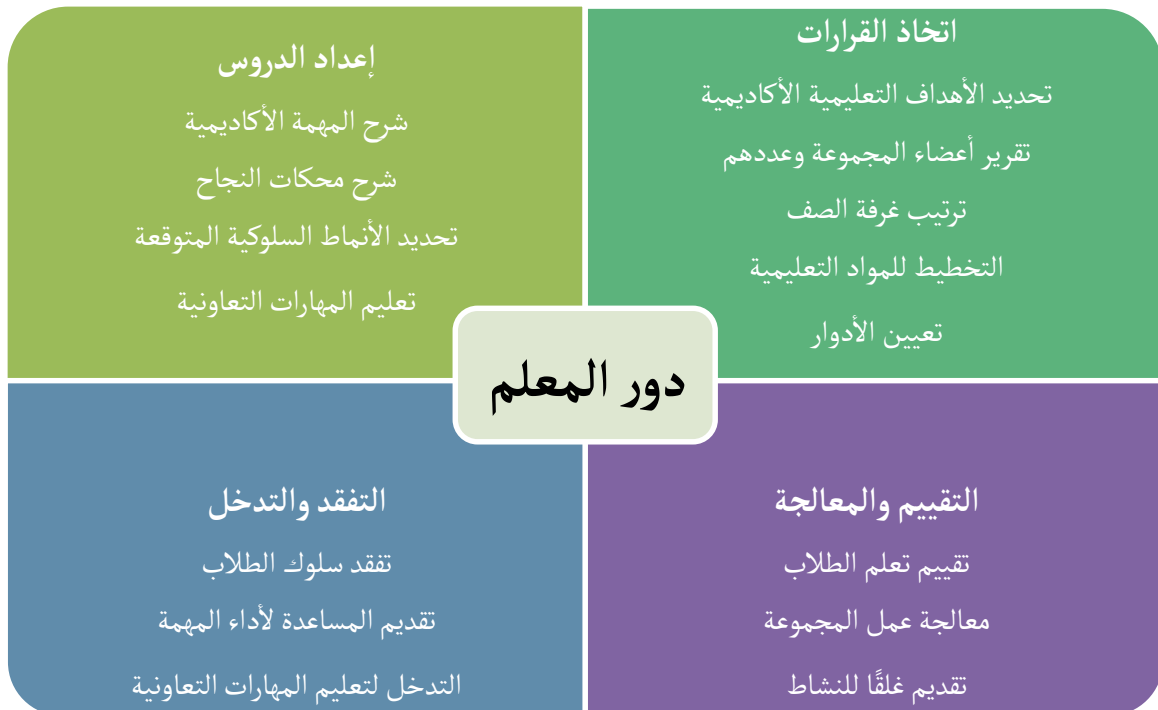 اتخاذ القرارات
تحديد الأهداف التعليمية الأكاديمية
تقرير أعضاء المجموعة وعددهم
ترتيب غرفة الصف
التخطيط للمواد التعليمية
تعيين الأدوار
إعداد الدروس
شرح المهمة الأكاديمية
شرح محكات النجاح
تحديد الأنماط السلوكية المتوقعة
تعليم المهارات التعاونية
دور المعلم
التقييم والمعالجة
تقييم تعلم الطلاب
معالجة عمل المجموعة
تقديم غلقًا للنشاط
التفقد والتدخل
تفقد سلوك الطلاب
تقديم المساعدة لأداء المهمة
التدخل لتعليم المهارات التعاونية